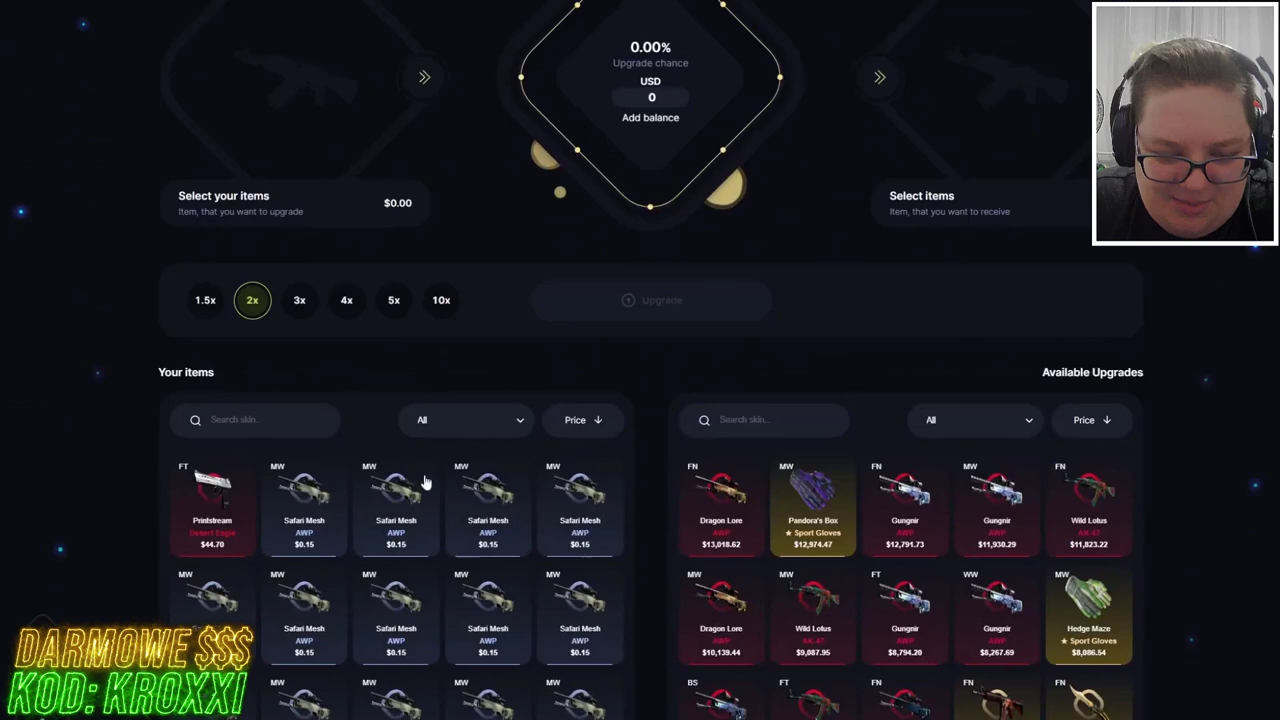 0.00%
Upgrade chance
USD
0
Add balance
Select your items
Item, that you want to upgrade
$0.00
Select items
Item, that you want to receive
1.5x 2x 3x 4x 5x 10x
Upgrade
Your items
Available Upgrades
Search skin...
All
Price
Search skin...
All
Price
FT MW MW MW MW
Printstream Safari Mesh Safari Mesh Safari Mesh Safari Mesh
Desert Eagle AWP AWP AWP AWP
$44.70 $0.15 $0.15 $0.15 $0.15
FN MW FN MW FN
Dragon Lore Pandora's Box Gungnir Gungnir Wild Lotus
AWP ★ Sport Gloves AWP AWP AK-47
$13,018.62 $12,974.47 $12,791.73 $11,930.29 $11,823.22
MW MW MW MW MW
Safari Mesh Safari Mesh Safari Mesh Safari Mesh
AWP AWP AWP AWP
$0.15 $0.15 $0.15 $0.15
MW MW FT WW MW
Dragon Lore Wild Lotus Gungnir Gungnir Hedge Maze
AWP AK-47 AWP AWP ★ Sport Gloves
$10,139.44 $9,087.95 $8,794.20 $8,267.69 $8,086.54
MW MW MW MW
BS FT FN FN FN
DARMOWE $$$
KOD: KROXXI